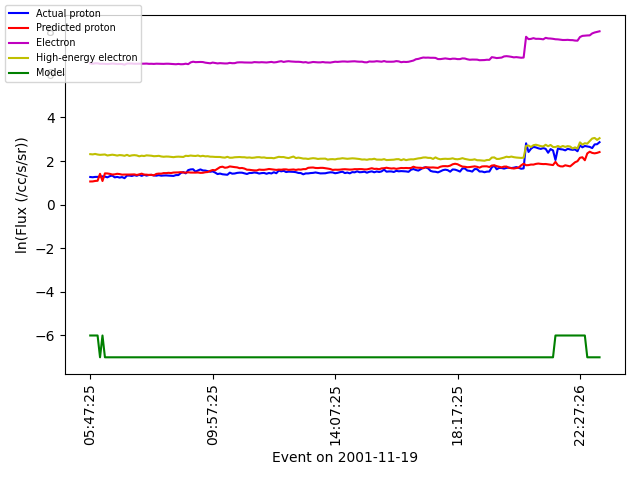 Actual proton
Predicted proton
Electron
High-energy electron
Model
8
6
4
2
0
−2
−4
−6
ln(Flux (/cc/s/sr))
05:47:25
09:57:25
14:07:25
18:17:25
22:27:26
Event on 2001-11-19